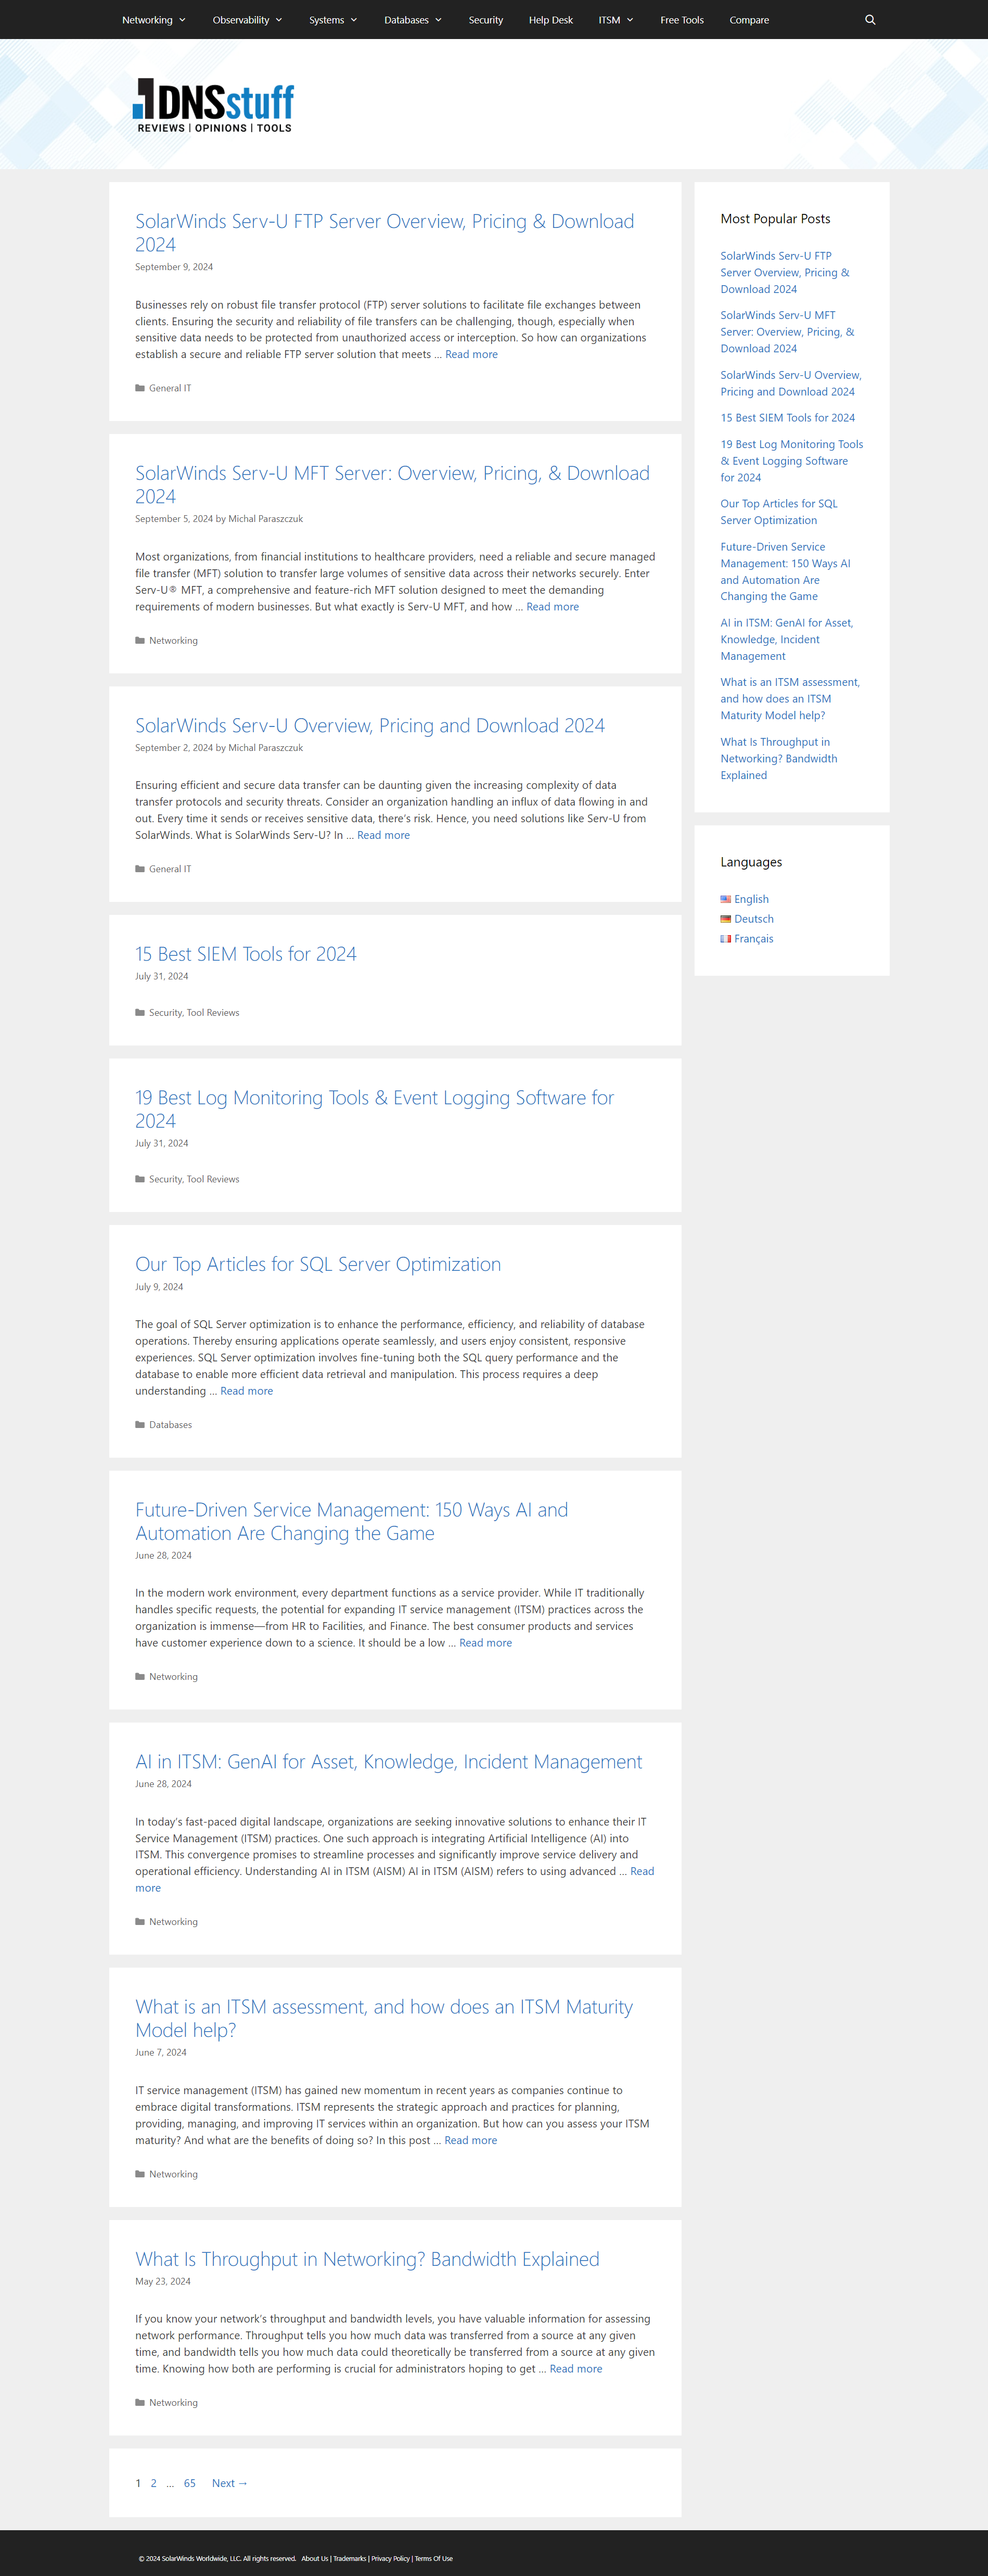 Networking Observability Systems Databases Security Help Desk ITSM Free Tools Compare
DNSstuff
REVIEWS | OPINIONS | TOOLS
SolarWinds Serv-U FTP Server Overview, Pricing & Download
2024
September 9, 2024
Businesses rely on robust file transfer protocol (FTP) server solutions to facilitate file exchanges between
clients. Ensuring the security and reliability of file transfers can be challenging, though, especially when
sensitive data needs to be protected from unauthorized access or interception. So how can organizations
establish a secure and reliable FTP server solution that meets … Read more
General IT
SolarWinds Serv-U MFT Server: Overview, Pricing, & Download
2024
September 5, 2024 by Michal Paraszczuk
Most organizations, from financial institutions to healthcare providers, need a reliable and secure managed
file transfer (MFT) solution to transfer large volumes of sensitive data across their networks securely. Enter
Serv-U® MFT, a comprehensive and feature-rich MFT solution designed to meet the demanding
requirements of modern businesses. But what exactly is Serv-U MFT, and how … Read more
Networking
SolarWinds Serv-U Overview, Pricing and Download 2024
September 2, 2024 by Michal Paraszczuk
Ensuring efficient and secure data transfer can be daunting given the increasing complexity of data
transfer protocols and security threats. Consider an organization handling an influx of data flowing in and
out. Every time it sends or receives sensitive data, there's risk. Hence, you need solutions like Serv-U from
SolarWinds. What is SolarWinds Serv-U? In … Read more
General IT
15 Best SIEM Tools for 2024
July 31, 2024
Security, Tool Reviews
19 Best Log Monitoring Tools & Event Logging Software for
2024
July 31, 2024
Security, Tool Reviews
Our Top Articles for SQL Server Optimization
July 9, 2024
The goal of SQL Server optimization is to enhance the performance, efficiency, and reliability of database
operations. Thereby ensuring applications operate seamlessly, and users enjoy consistent, responsive
experiences. SQL Server optimization involves fine-tuning both the SQL query performance and the
database to enable more efficient data retrieval and manipulation. This process requires a deep
understanding … Read more
Databases
Future-Driven Service Management: 150 Ways AI and
Automation Are Changing the Game
June 28, 2024
In the modern work environment, every department functions as a service provider. While IT traditionally
handles specific requests, the potential for expanding IT service management (ITSM) practices across the
organization is immense—from HR to Facilities, and Finance. The best consumer products and services
have customer experience down to a science. It should be a low … Read more
Networking
AI in ITSM: GenAI for Asset, Knowledge, Incident Management
June 28, 2024
In today's fast-paced digital landscape, organizations are seeking innovative solutions to enhance their IT
Service Management (ITSM) practices. One such approach is integrating Artificial Intelligence (AI) into
ITSM. This convergence promises to streamline processes and significantly improve service delivery and
operational efficiency. Understanding AI in ITSM (AISM) AI in ITSM (AISM) refers to using advanced … Read
more
Networking
What is an ITSM assessment, and how does an ITSM Maturity
Model help?
June 7, 2024
IT service management (ITSM) has gained new momentum in recent years as companies continue to
embrace digital transformations. ITSM represents the strategic approach and practices for planning,
providing, managing, and improving IT services within an organization. But how can you assess your ITSM
maturity? And what are the benefits of doing so? In this post … Read more
Networking
What Is Throughput in Networking? Bandwidth Explained
May 23, 2024
If you know your network's throughput and bandwidth levels, you have valuable information for assessing
network performance. Throughput tells you how much data was transferred from a source at any given
time, and bandwidth tells you how much data could theoretically be transferred from a source at any given
time. Knowing how both are performing is crucial for administrators hoping to get … Read more
Networking
1 2 … 65 Next →
Most Popular Posts
SolarWinds Serv-U FTP
Server Overview, Pricing &
Download 2024
SolarWinds Serv-U MFT
Server: Overview, Pricing, &
Download 2024
SolarWinds Serv-U Overview,
Pricing and Download 2024
15 Best SIEM Tools for 2024
19 Best Log Monitoring Tools
& Event Logging Software
for 2024
Our Top Articles for SQL
Server Optimization
Future-Driven Service
Management: 150 Ways AI
and Automation Are
Changing the Game
AI in ITSM: GenAI for Asset,
Knowledge, Incident
Management
What is an ITSM assessment,
and how does an ITSM
Maturity Model help?
What Is Throughput in
Networking? Bandwidth
Explained
Languages
English
Deutsch
Français
© 2024 SolarWinds Worldwide, LLC. All rights reserved. About Us | Trademarks | Privacy Policy | Terms Of Use